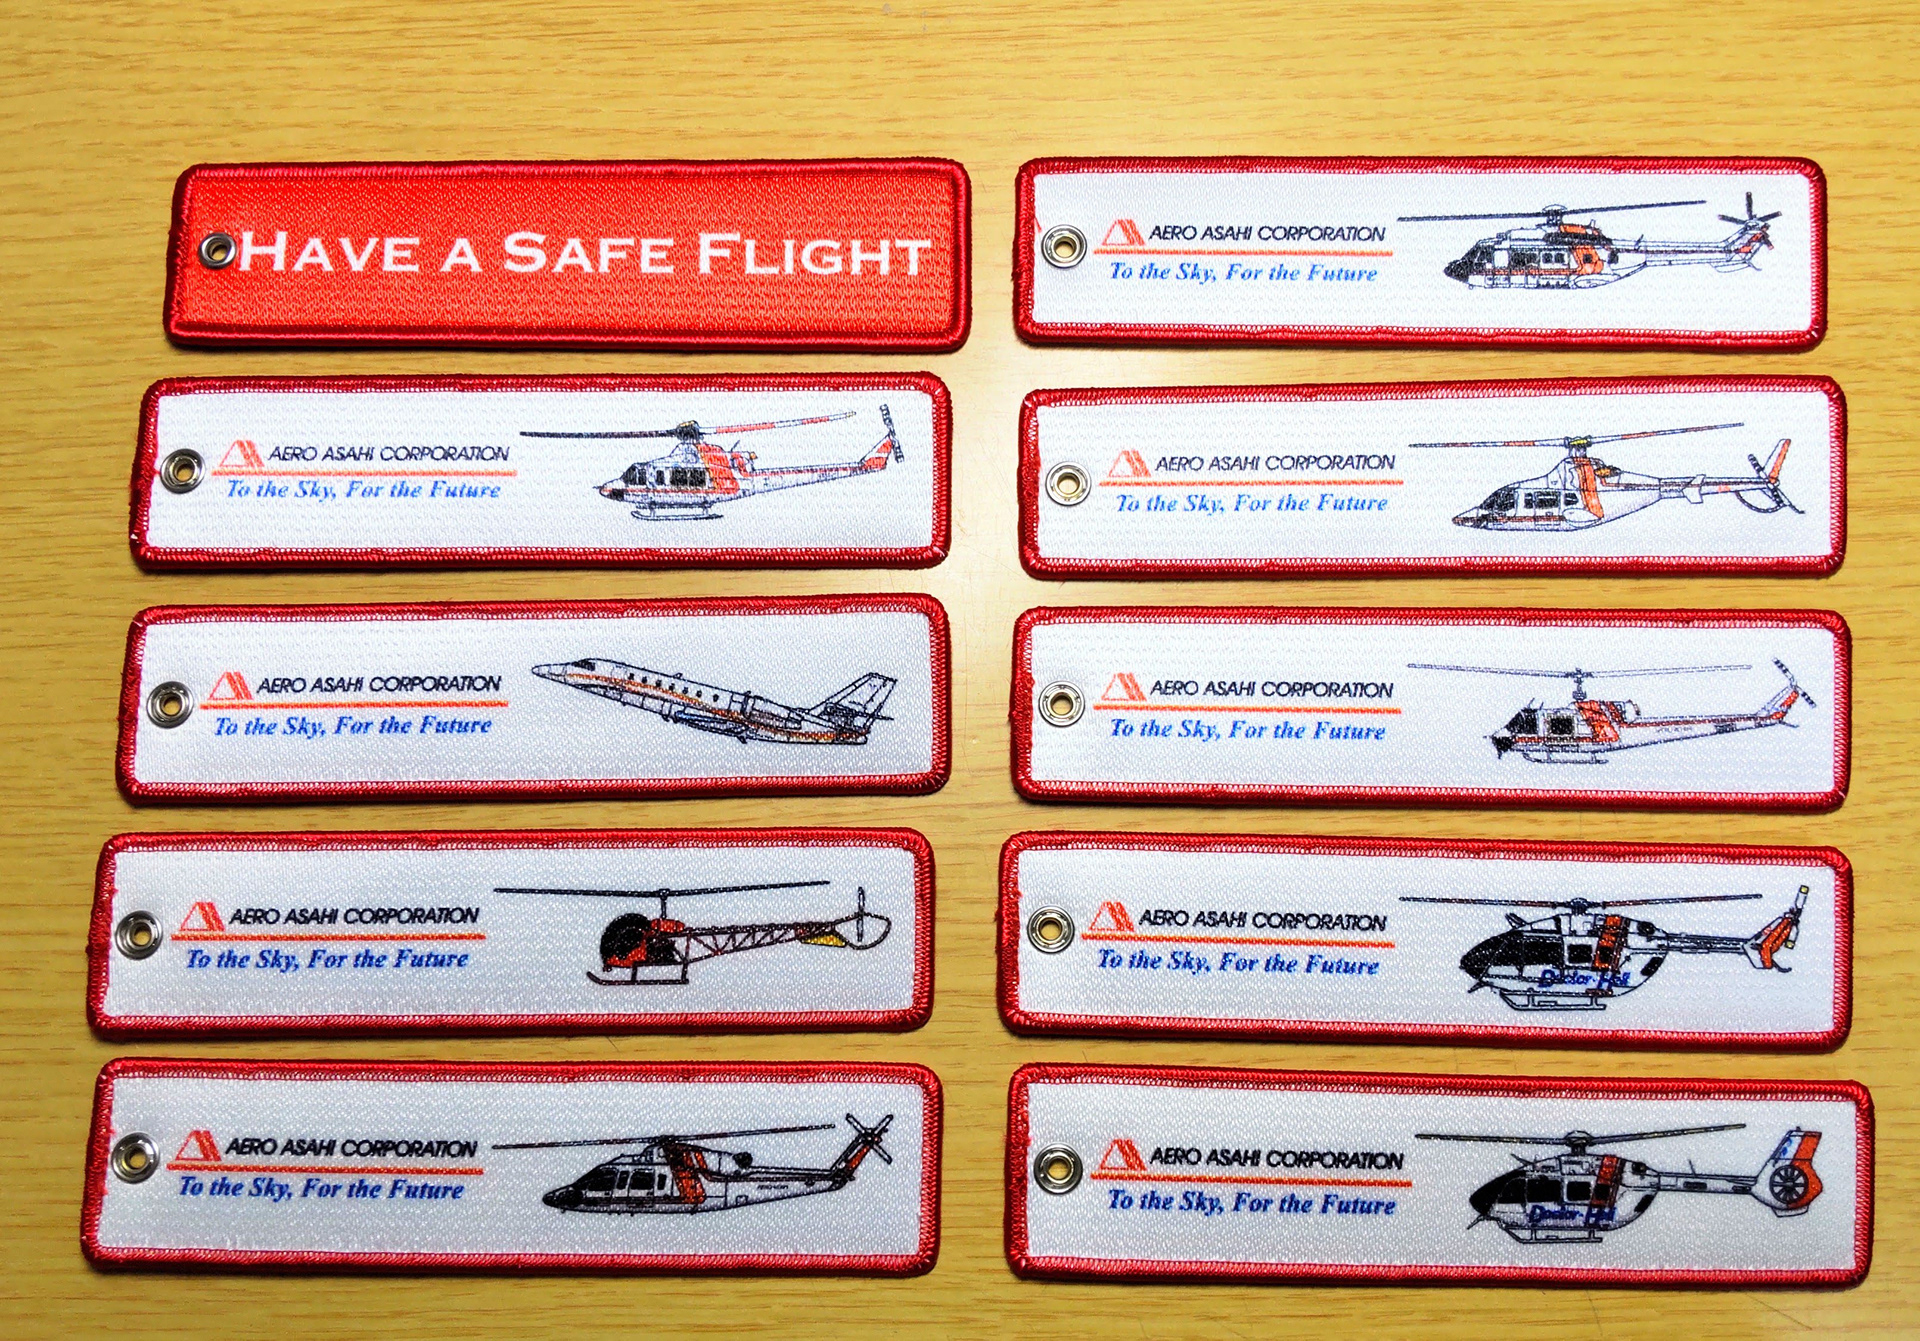 HAVE A SAFE FLIGHT
AERO ASAHI CORPORATION
To the Sky, For the Future
AERO ASAHI CORPORATION
To the Sky, For the Future
AERO ASAHI CORPORATION
To the Sky, For the Future
AERO ASAHI CORPORATION
To the Sky, For the Future
AERO ASAHI CORPORATION
To the Sky, For the Future
AERO ASAHI CORPORATION
To the Sky, For the Future
AERO ASAHI CORPORATION
To the Sky, For the Future
AERO ASAHI CORPORATION
To the Sky, For the Future
Doctor-Heli
AERO ASAHI CORPORATION
To the Sky, For the Future
Doctor-Heli